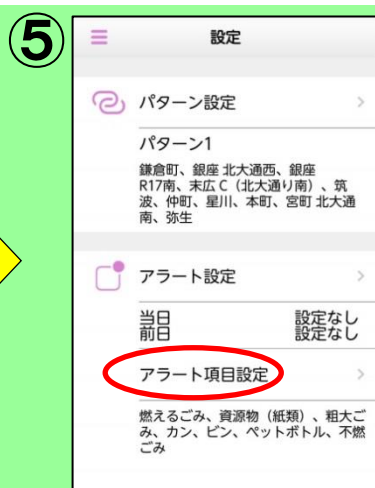 ⑤
設定
パターン設定
パターン1
鎌倉町、銀座 北大通西、銀座
R17南、末広 C（北大通り南）、筑
波、仲町、星川、本町、宮町 北大通
南、弥生
アラート設定
当日 設定なし
前日 設定なし
アラート項目設定
燃えるごみ、資源物（紙類）、粗大ご
み、カン、ビン、ペットボトル、不燃
ごみ